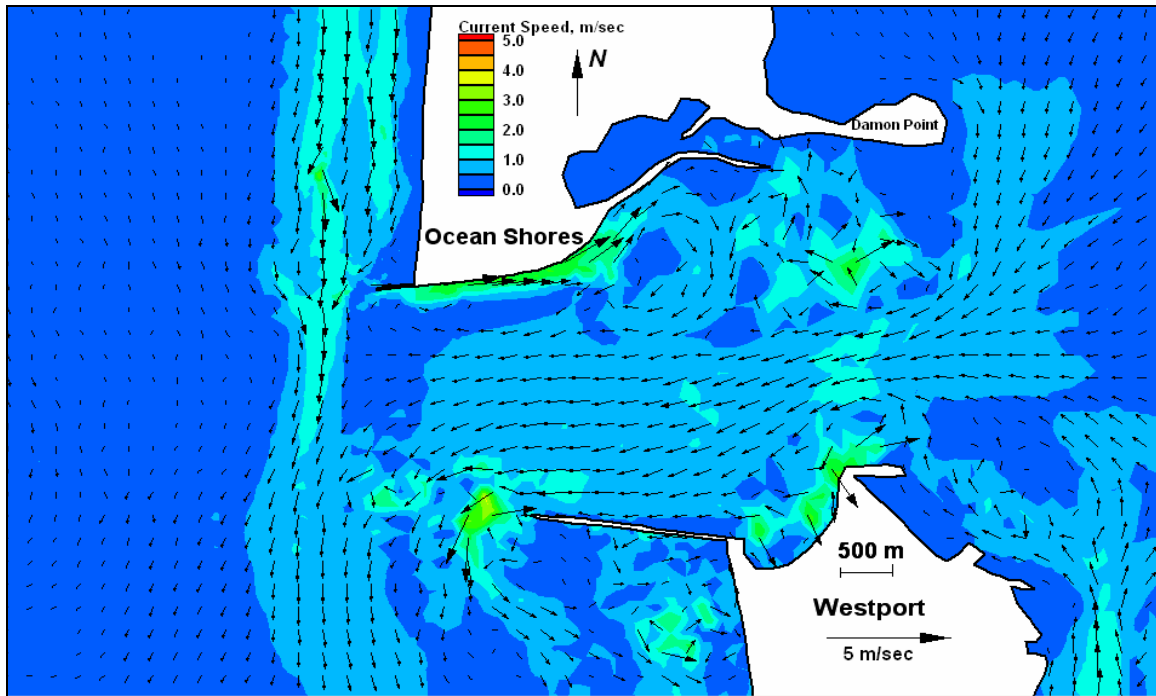 Current Speed, m/sec
5.0
4.0
3.0
2.0
1.0
0.0
N
Damon Point
Ocean Shores
500 m
Westport
5 m/sec